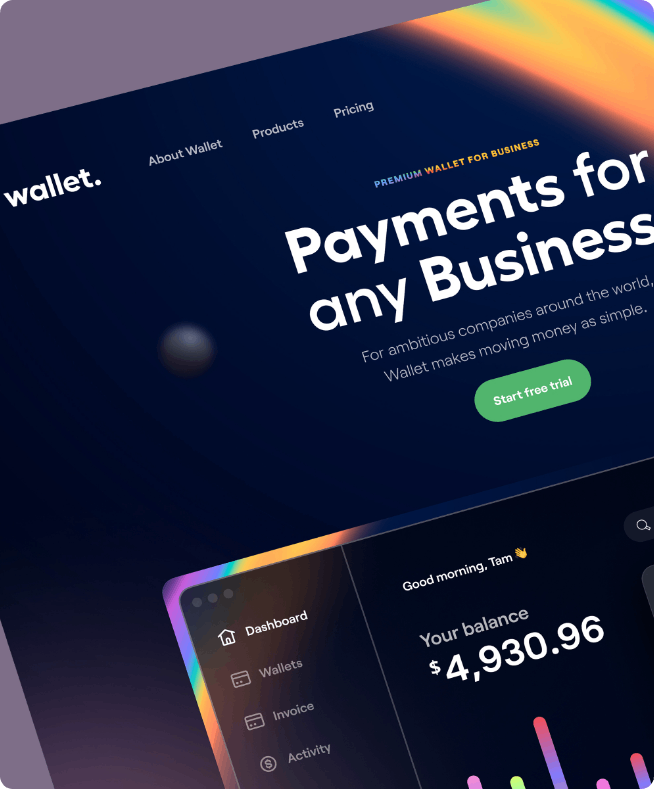 wallet.
About Wallet
Products
Pricing
PREMIUM WALLET FOR BUSINESS
Payments for
any Business
For ambitious companies around the world,
Wallet makes moving money as simple.
Start free trial
Good morning, Tam 👋
Dashboard
Wallets
Invoice
Activity
Your balance
$4,930.96